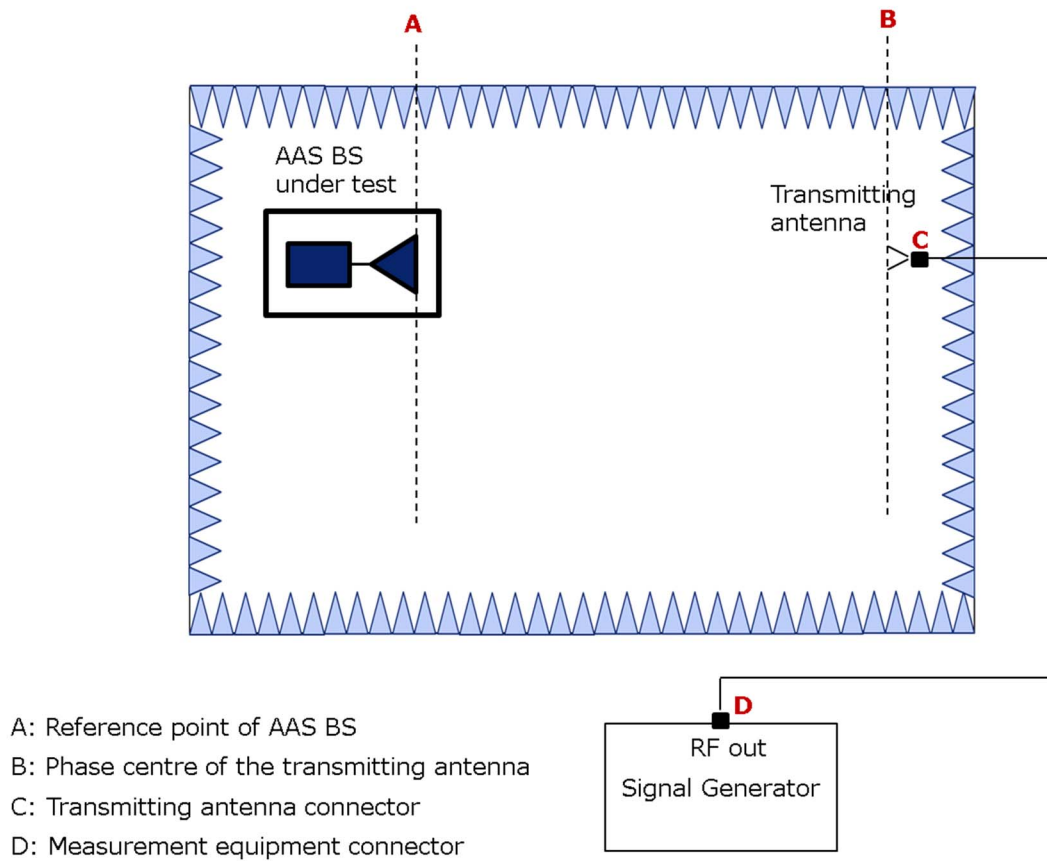 A
B
AAS BS
under test
Transmitting
antenna
C
D
RF out
Signal Generator
A: Reference point of AAS BS
B: Phase centre of the transmitting antenna
C: Transmitting antenna connector
D: Measurement equipment connector